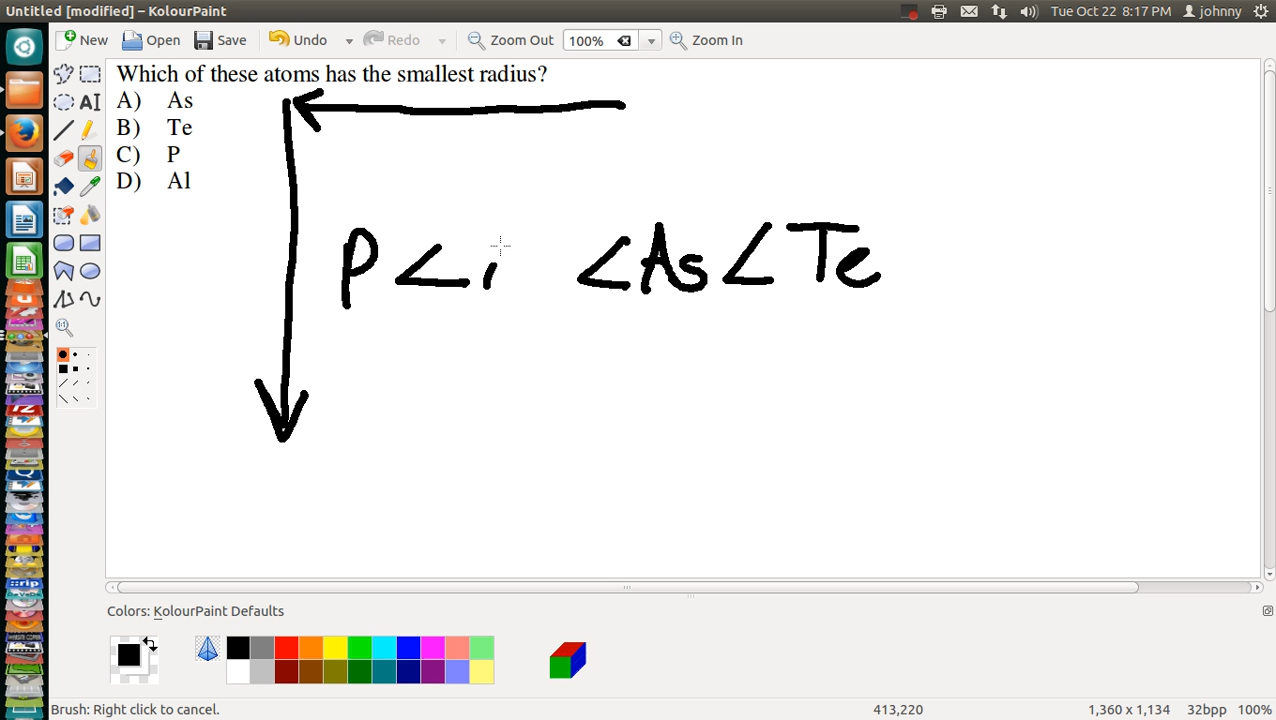 Untitled [modified] – KolourPaint
Tue Oct 22 8:17 PM
johnny
New
Open
Save
Undo
Redo
Zoom Out
100%
Zoom In
Which of these atoms has the smallest radius?
A) As
B) Te
C) P
D) Al
P < < As < Te
Colors: KolourPaint Defaults
Brush: Right click to cancel.
413,220
1,360 x 1,134
32bpp
100%